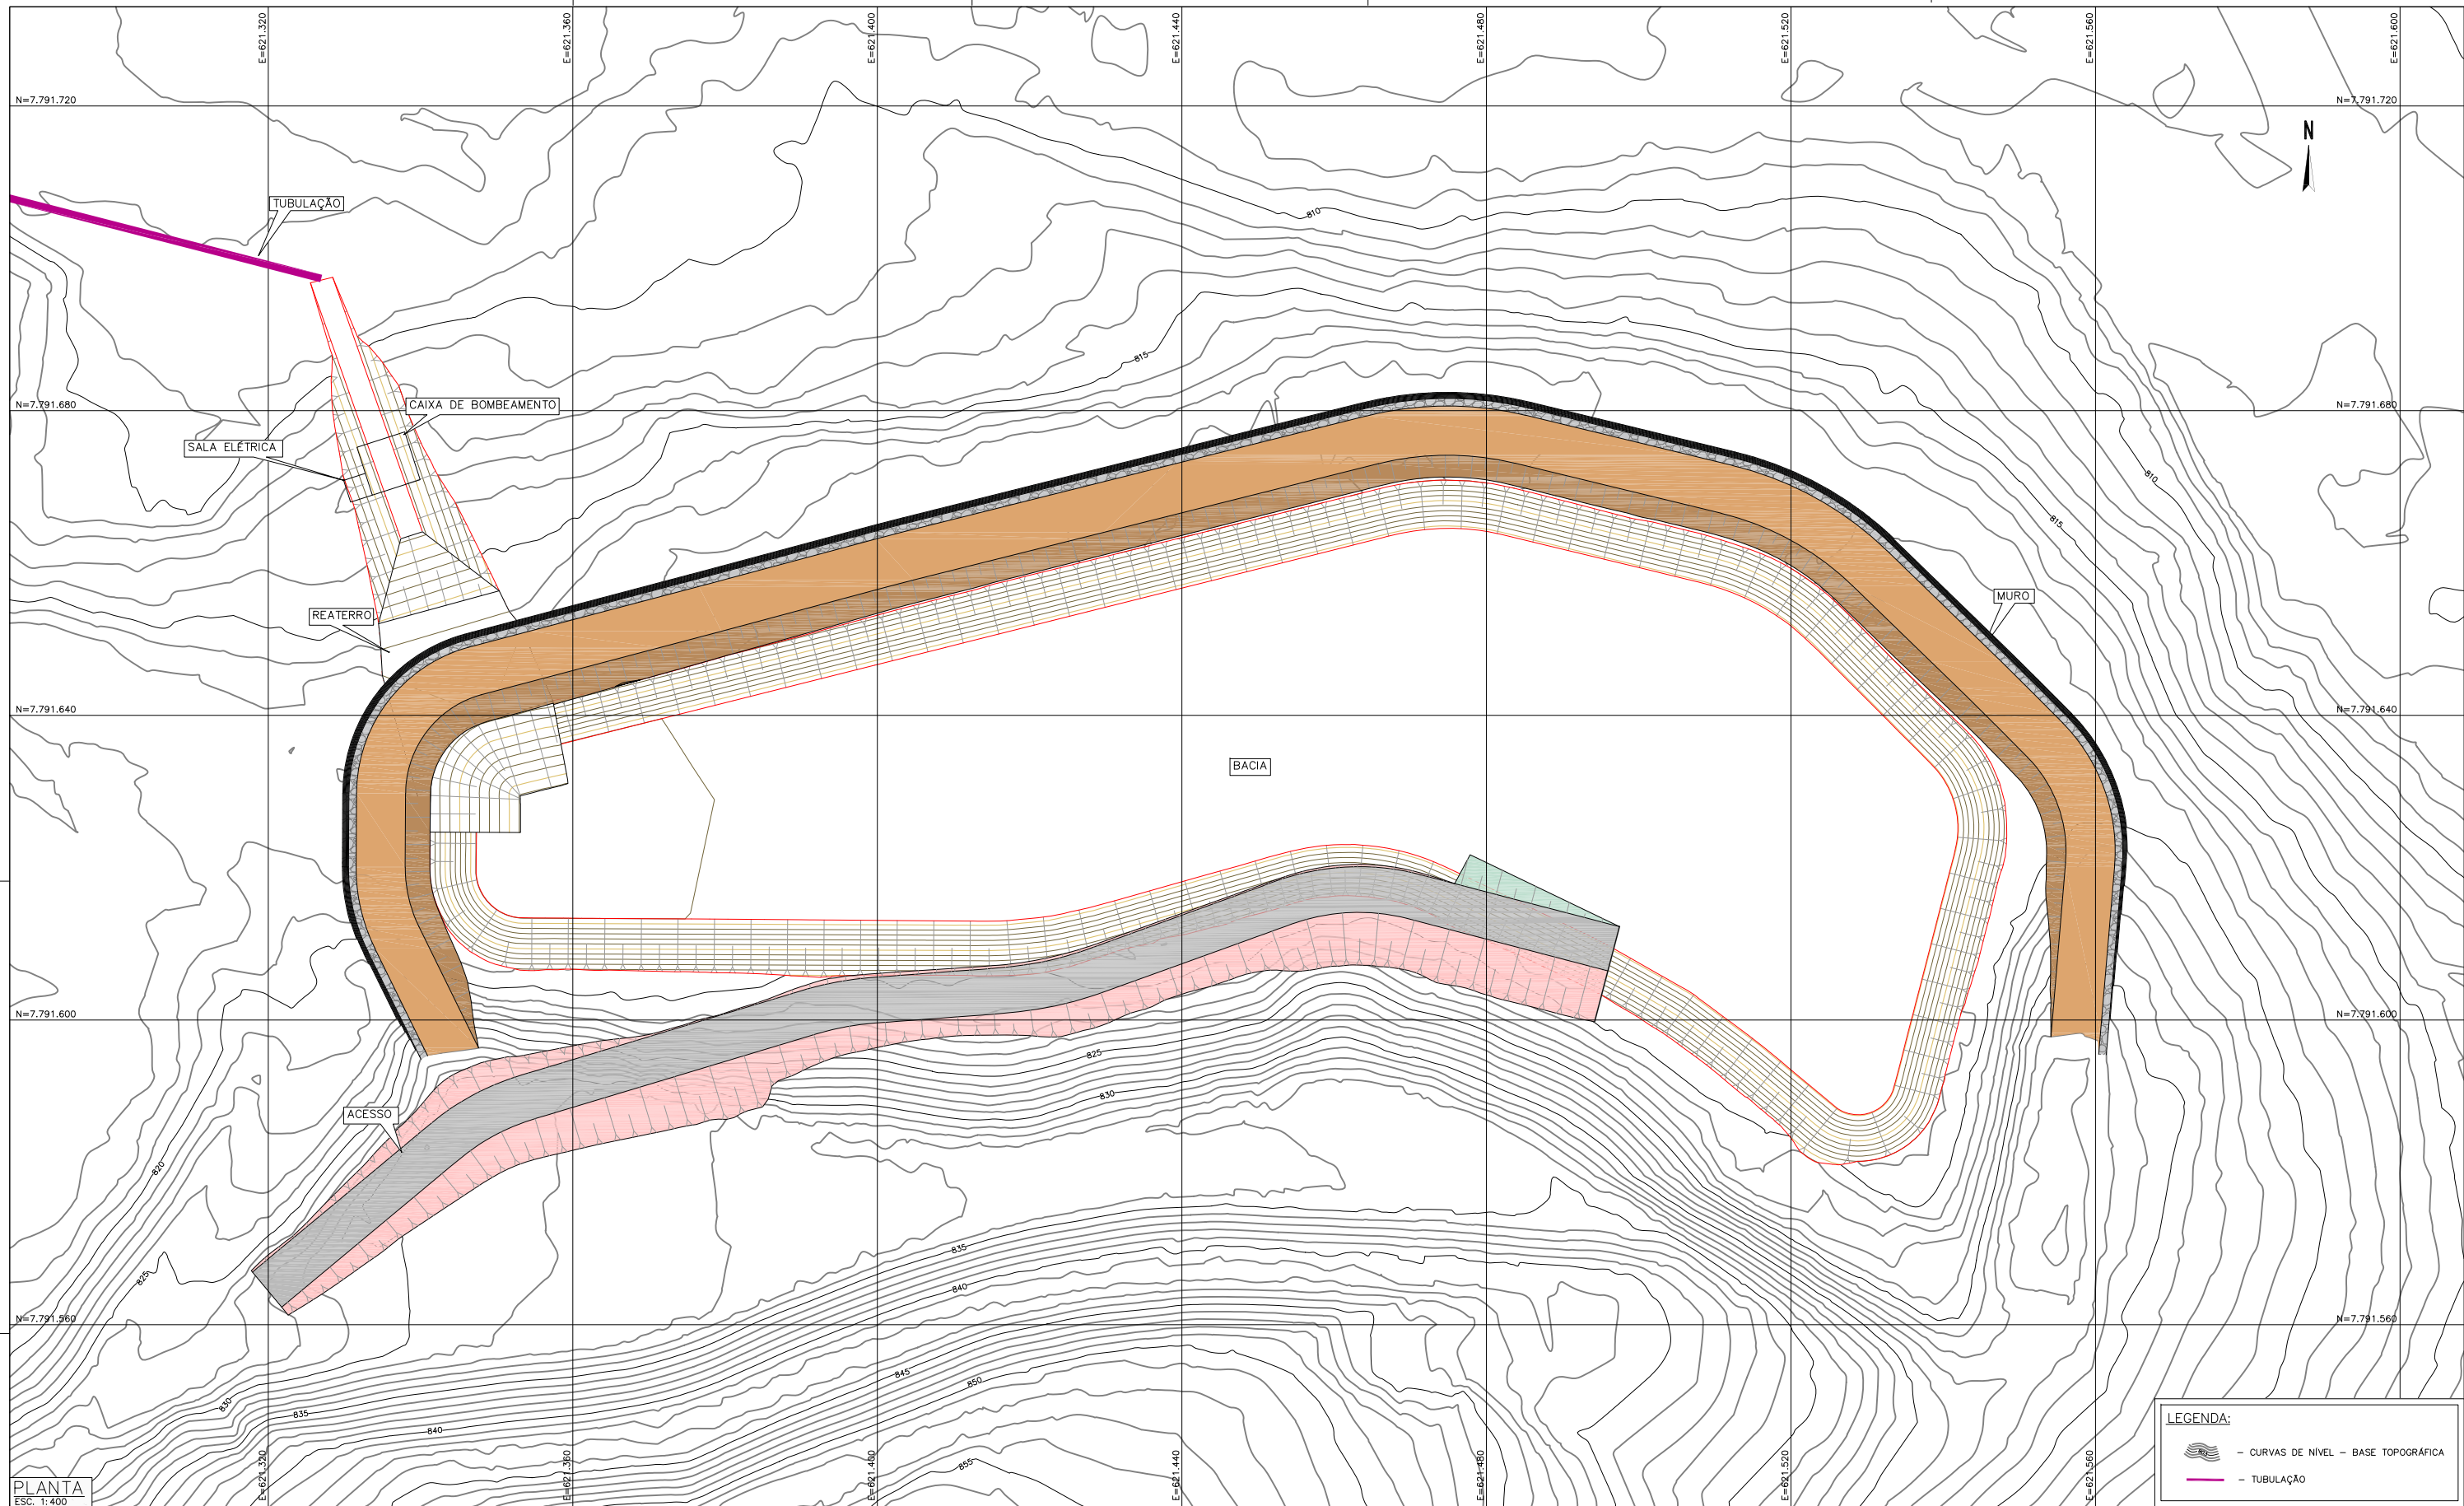 E=621.320
E=621.360
E=621.400
E=621.440
E=621.480
E=621.520
E=621.560
E=621.600
N=7.791.720
N=7.791.720
N
TUBULAÇÃO
810
815
N=7.791.680
N=7.791.680
CAIXA DE BOMBEAMENTO
SALA ELÉTRICA
810
815
MURO
REATERRO
N=7.791.640
N=7.791.640
BACIA
N=7.791.600
N=7.791.600
825
830
ACESSO
820
825
835
840
N=7.791.560
N=7.791.560
845
850
830
835
840
855
E=621.320
E=621.360
E=621.400
E=621.440
E=621.480
E=621.520
E=621.560
LEGENDA:
– CURVAS DE NÍVEL – BASE TOPOGRÁFICA
– TUBULAÇÃO
PLANTA
ESC. 1:400